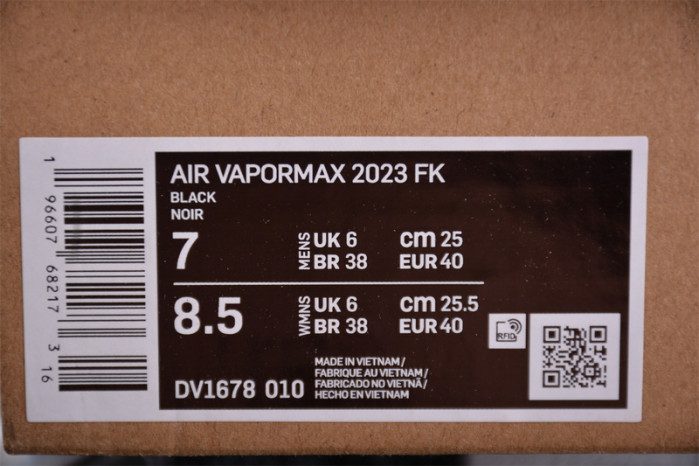 AIR VAPORMAX 2023 FK
BLACK
NOIR
7 MENS UK 6 cm 25
BR 38 EUR 40
8.5 WMNS UK 6 cm 25.5
BR 38 EUR 40
RFID
MADE IN VIETNAM /
FABRIQUE AU VIETNAM /
FABRICADO NO VIETNÃ /
HECHO EN VIETNAM
DV1678 010
1 96607 68217 3 16